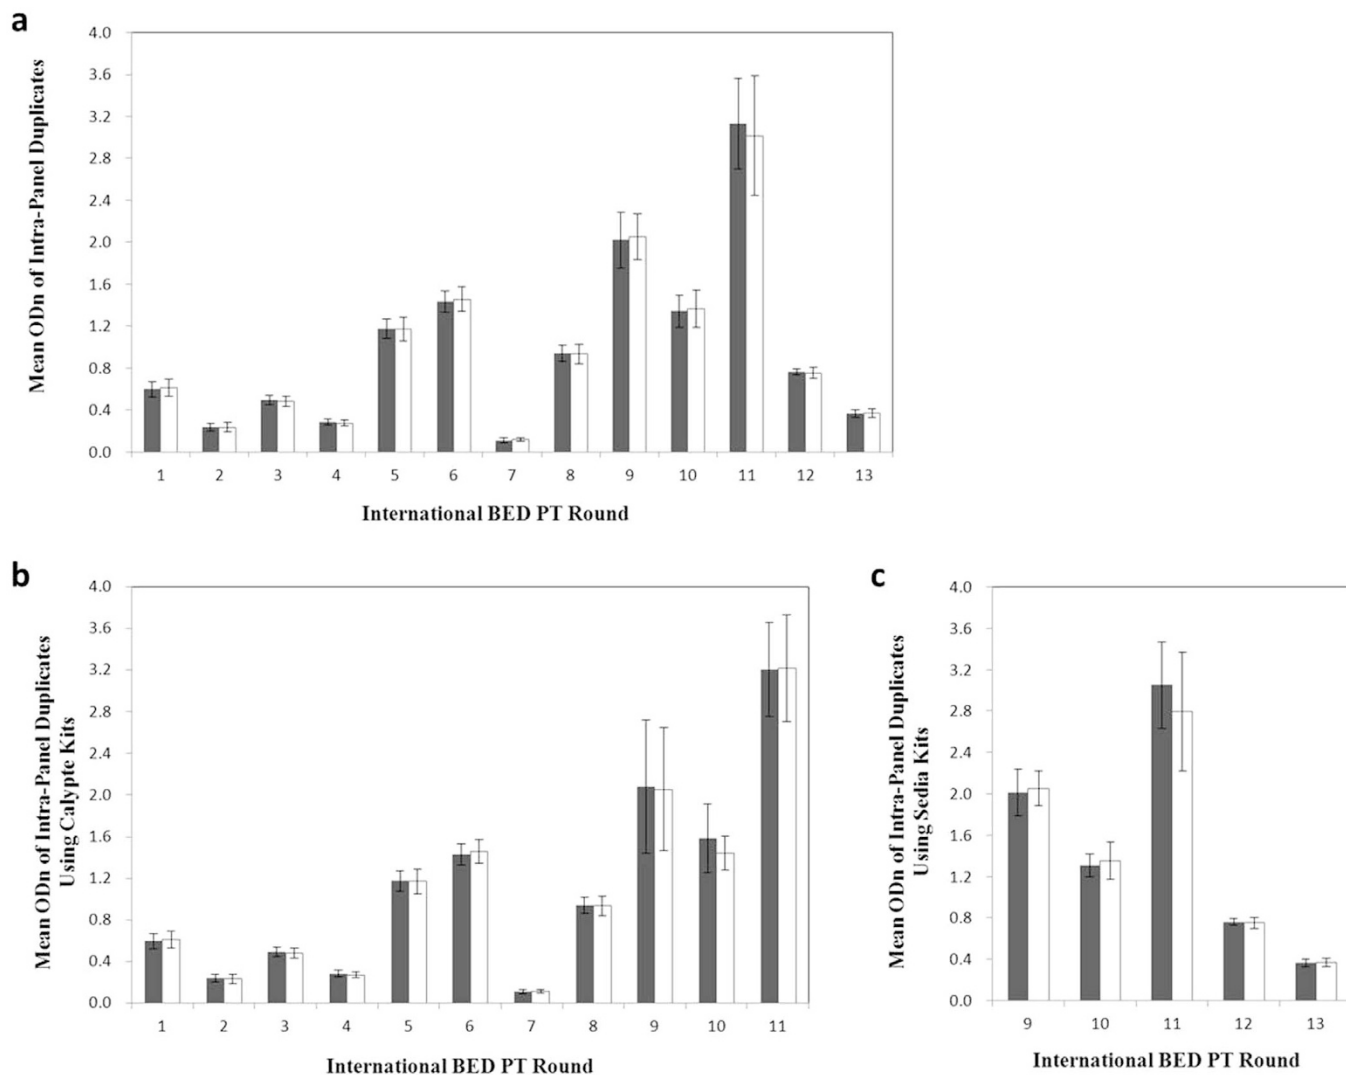 a
Mean ODn of Intra-Panel Duplicates
4.0
3.6
3.2
2.8
2.4
2.0
1.6
1.2
0.8
0.4
0.0
1 2 3 4 5 6 7 8 9 10 11 12 13
International BED PT Round
b
Mean ODn of Intra-Panel Duplicates
Using Calypte Kits
4.0
3.6
3.2
2.8
2.4
2.0
1.6
1.2
0.8
0.4
0.0
1 2 3 4 5 6 7 8 9 10 11
International BED PT Round
c
Mean ODn of Intra-Panel Duplicates
Using Sedia Kits
4.0
3.6
3.2
2.8
2.4
2.0
1.6
1.2
0.8
0.4
0.0
9 10 11 12 13
International BED PT Round